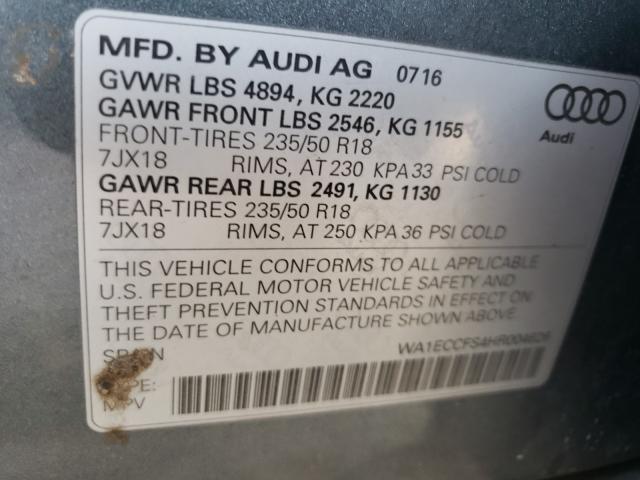 MFD. BY AUDI AG 0716
GVWR LBS 4894, KG 2220
GAWR FRONT LBS 2546, KG 1155
FRONT-TIRES 235/50 R18
7JX18 RIMS, AT 230 KPA 33 PSI COLD
GAWR REAR LBS 2491, KG 1130
REAR-TIRES 235/50 R18
7JX18 RIMS, AT 250 KPA 36 PSI COLD
Audi
THIS VEHICLE CONFORMS TO ALL APPLICABLE
U.S. FEDERAL MOTOR VEHICLE SAFETY AND
THEFT PREVENTION STANDARDS IN EFFECT ON
THE DATE OF MANUFACTURE SHOWN ABOVE.
SPAIN WA1ECCFS4HR004626
TYPE:
MPV